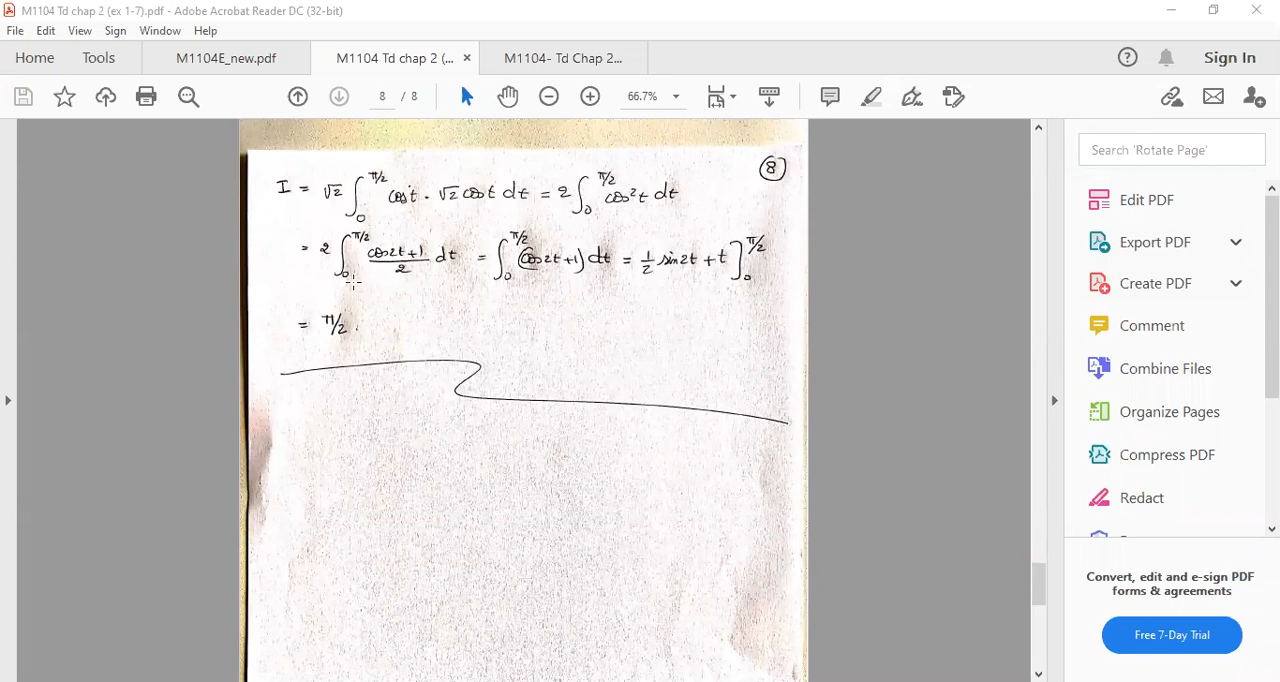 M1104 Td chap 2 (ex 1-7).pdf - Adobe Acrobat Reader DC (32-bit)
File Edit View Sign Window Help
Home Tools M1104E_new.pdf M1104 Td chap 2 (... × M1104- Td Chap 2... Sign In
8 / 8 66.7%
⑧
I = √2 ∫₀^{π/2} cos t · √2 cos t dt = 2 ∫₀^{π/2} cos² t dt
= 2 ∫₀^{π/2} (cos 2t + 1)/2 dt = ∫₀^{π/2} (cos 2t + 1) dt = 1/2 sin 2t + t ]₀^{π/2}
= π/2.
Search 'Rotate Page'
Edit PDF
Export PDF
Create PDF
Comment
Combine Files
Organize Pages
Compress PDF
Redact
Convert, edit and e-sign PDF
forms & agreements
Free 7-Day Trial